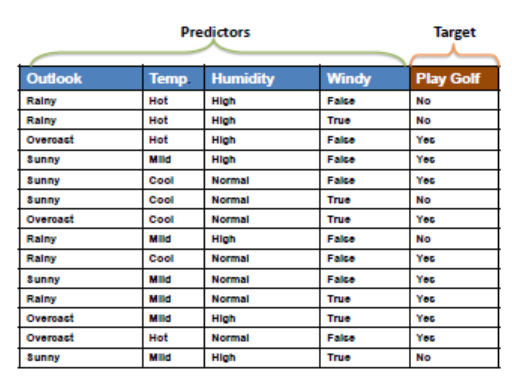 Predictors Target
Outlook Temp. Humidity Windy Play Golf
Rainy Hot High False No
Rainy Hot High True No
Overcast Hot High False Yes
Sunny Mild High False Yes
Sunny Cool Normal False Yes
Sunny Cool Normal True No
Overcast Cool Normal True Yes
Rainy Mild High False No
Rainy Cool Normal False Yes
Sunny Mild Normal False Yes
Rainy Mild Normal True Yes
Overcast Mild High True Yes
Overcast Hot Normal False Yes
Sunny Mild High True No